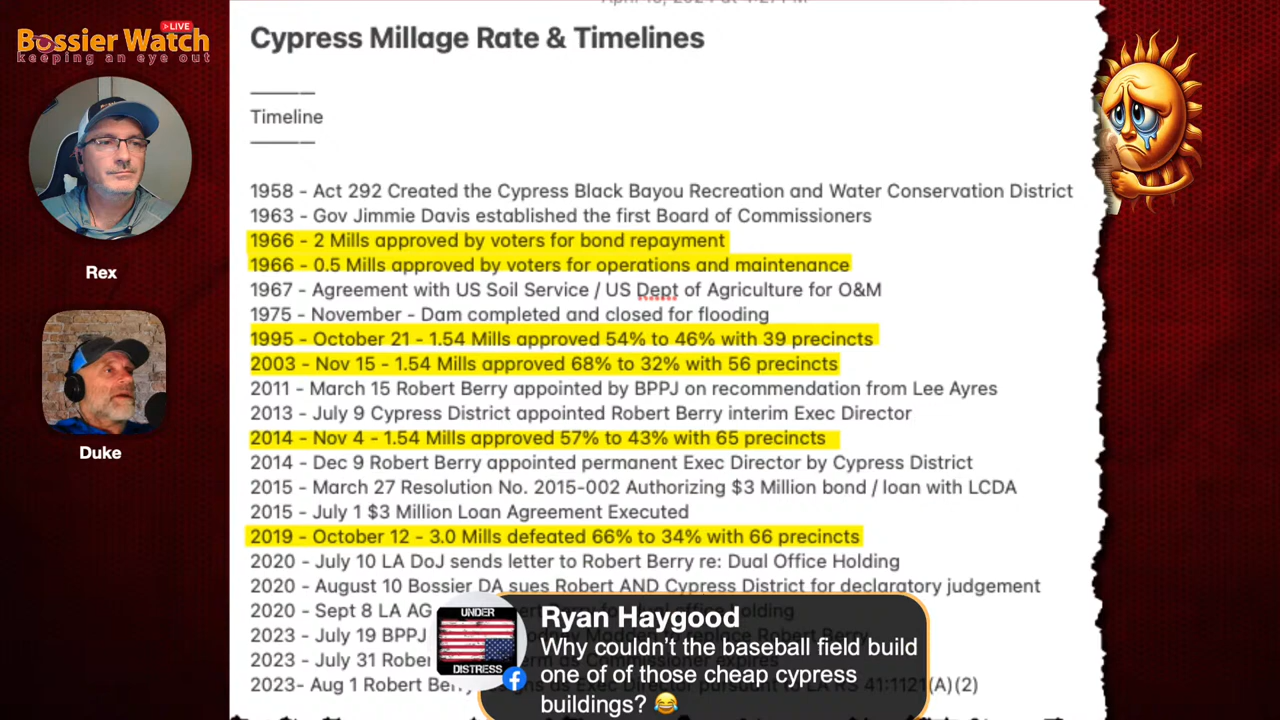 LIVE
Bossier Watch
keeping an eye out
Cypress Millage Rate & Timelines
Timeline
1958 - Act 292 Created the Cypress Black Bayou Recreation and Water Conservation District
1963 - Gov Jimmie Davis established the first Board of Commissioners
1966 - 2 Mills approved by voters for bond repayment
1966 - 0.5 Mills approved by voters for operations and maintenance
1967 - Agreement with US Soil Service / US Dept of Agriculture for O&M
1975 - November - Dam completed and closed for flooding
1995 - October 21 - 1.54 Mills approved 54% to 46% with 39 precincts
2003 - Nov 15 - 1.54 Mills approved 68% to 32% with 56 precincts
2011 - March 15 Robert Berry appointed by BPPJ on recommendation from Lee Ayres
2013 - July 9 Cypress District appointed Robert Berry interim Exec Director
2014 - Nov 4 - 1.54 Mills approved 57% to 43% with 65 precincts
2014 - Dec 9 Robert Berry appointed permanent Exec Director by Cypress District
2015 - March 27 Resolution No. 2015-002 Authorizing $3 Million bond / loan with LCDA
2015 - July 1 $3 Million Loan Agreement Executed
2019 - October 12 - 3.0 Mills defeated 66% to 34% with 66 precincts
2020 - July 10 LA DoJ sends letter to Robert Berry re: Dual Office Holding
2020 - August 10 Bossier DA sues Robert AND Cypress District for declaratory judgement
2020 - Sept 8 LA AG
2023 - July 19 BPPJ
2023 - July 31
2023- Aug 1 Robert as Exec Director pursuant to LA RS 41:1121(A)(2)
Rex
Duke
UNDER
DISTRESS
Ryan Haygood
Why couldn't the baseball field build
one of of those cheap cypress
buildings? 😂